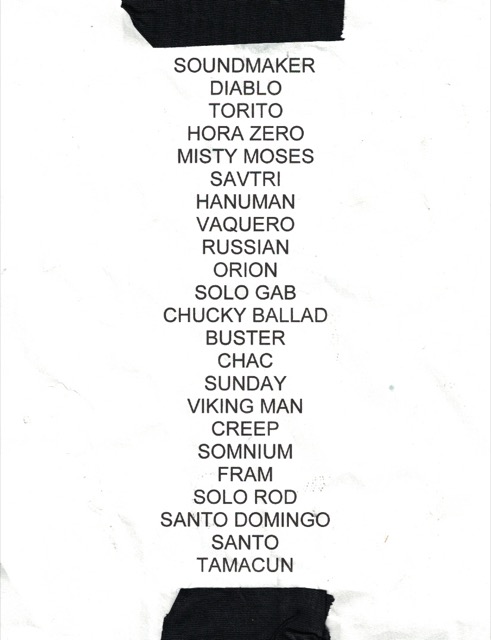 SOUNDMAKER
DIABLO
TORITO
HORA ZERO
MISTY MOSES
SAVTRI
HANUMAN
VAQUERO
RUSSIAN
ORION
SOLO GAB
CHUCKY BALLAD
BUSTER
CHAC
SUNDAY
VIKING MAN
CREEP
SOMNIUM
FRAM
SOLO ROD
SANTO DOMINGO
SANTO
TAMACUN